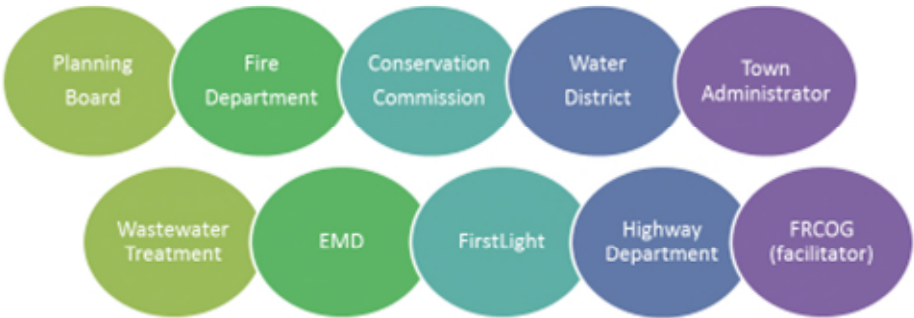 Planning
Board
Fire
Department
Conservation
Commission
Water
District
Town
Administrator
Wastewater
Treatment
EMD
FirstLight
Highway
Department
FRCOG
(facilitator)